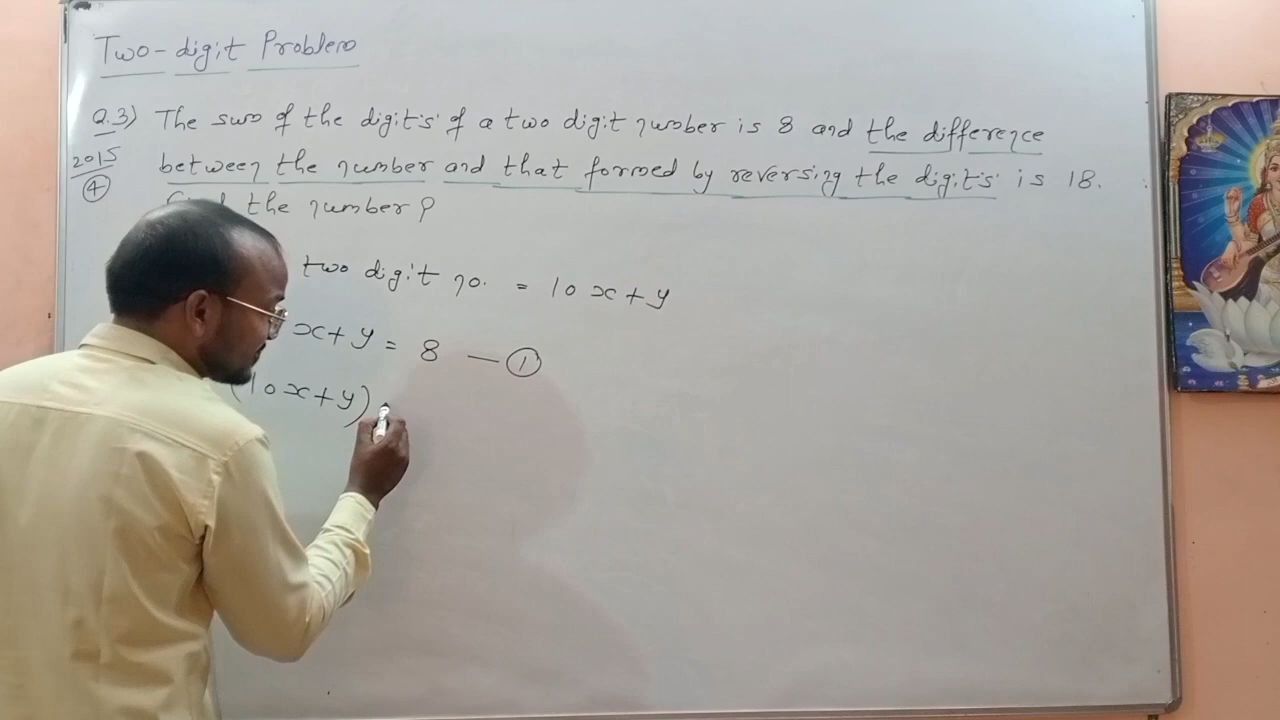 Two-digit Problem
Q.3) The sum of the digit's of a two digit number is 8 and the difference
2015
between the number and that formed by reversing the digit's is 18.
4
the number ?
two digit no. = 10x+y
x+y = 8 — 1
(10x+y)